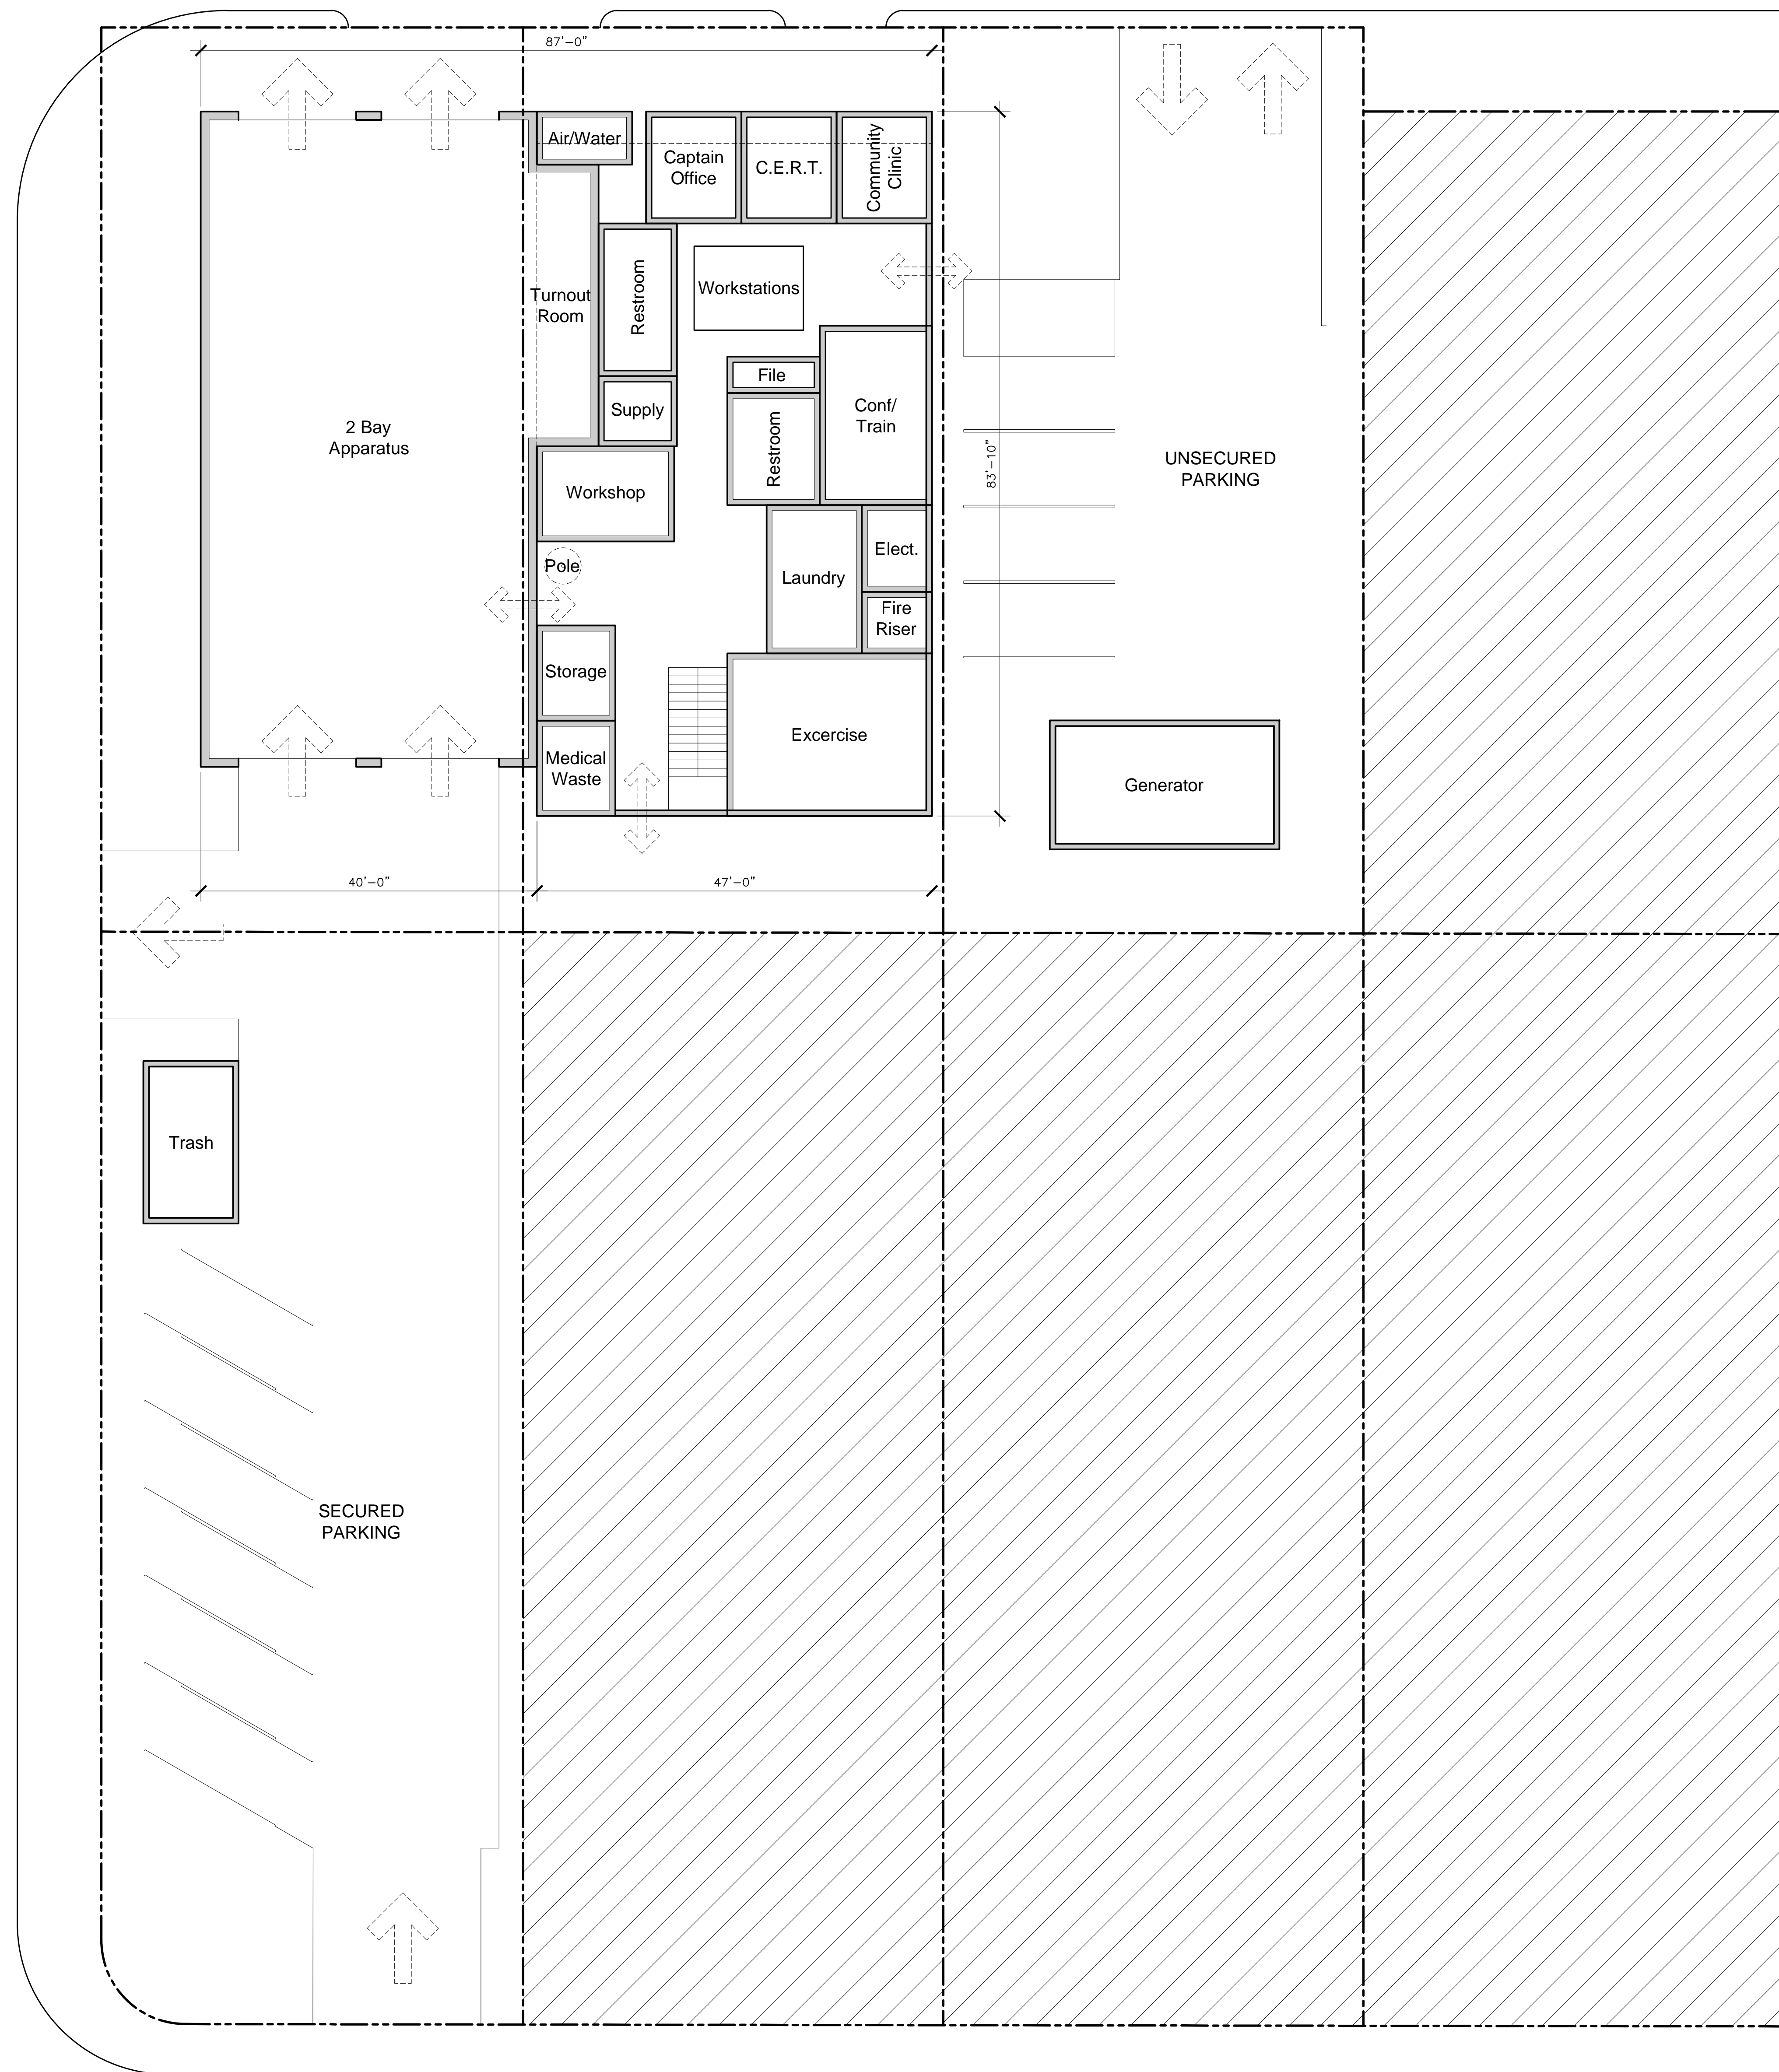 87'-0"
Air/Water
Captain
Office
C.E.R.T.
Community
Clinic
Turnout
Room
Restroom
Workstations
File
Supply
Restroom
Conf/
Train
2 Bay
Apparatus
83'-10"
UNSECURED
PARKING
Workshop
Pole
Laundry
Elect.
Fire
Riser
Storage
Medical
Waste
Excercise
Generator
40'-0"
47'-0"
Trash
SECURED
PARKING